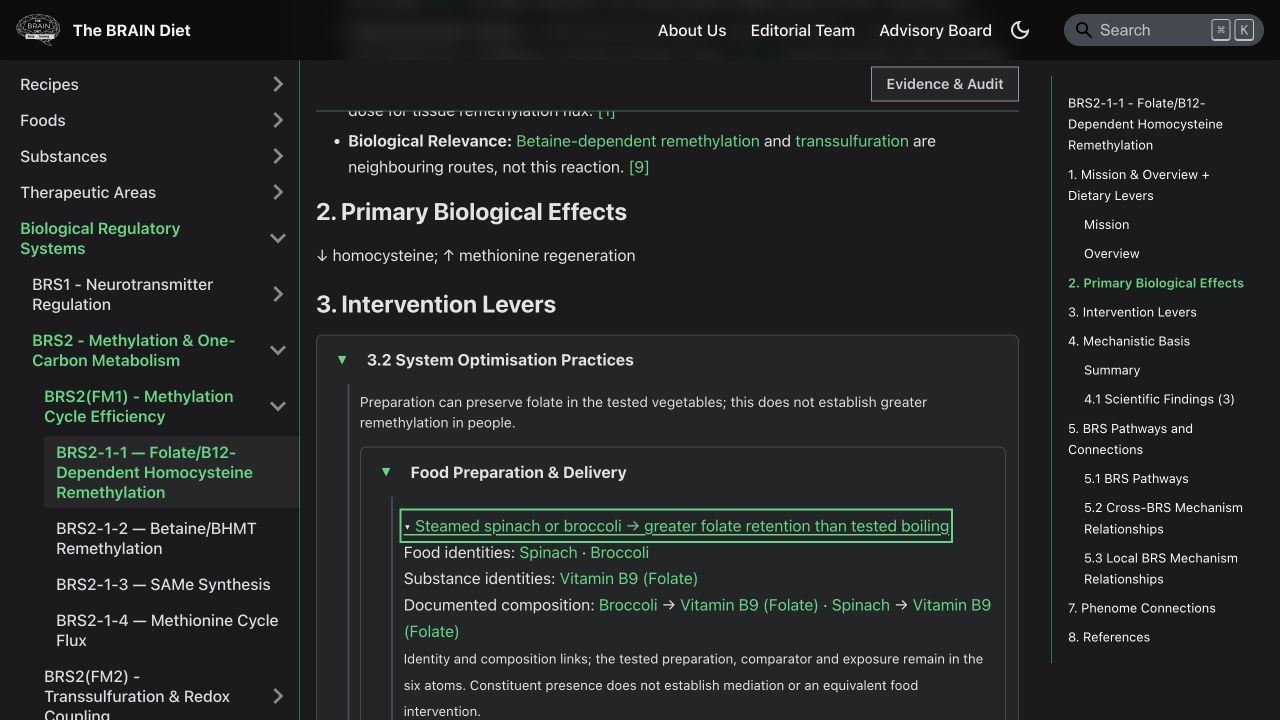 The BRAIN Diet
About Us
Editorial Team
Advisory Board
Search
⌘ K
Recipes
Foods
Substances
Therapeutic Areas
Biological Regulatory
Systems
BRS1 - Neurotransmitter
Regulation
BRS2 - Methylation & One-
Carbon Metabolism
BRS2(FM1) - Methylation
Cycle Efficiency
BRS2-1-1 — Folate/B12-
Dependent Homocysteine
Remethylation
BRS2-1-2 — Betaine/BHMT
Remethylation
BRS2-1-3 — SAMe Synthesis
BRS2-1-4 — Methionine Cycle
Flux
BRS2(FM2) -
Transsulfuration & Redox
Coupling
Evidence & Audit
dose for tissue remethylation flux. [1]
• Biological Relevance: Betaine-dependent remethylation and transsulfuration are
neighbouring routes, not this reaction. [9]
2. Primary Biological Effects
↓ homocysteine; ↑ methionine regeneration
3. Intervention Levers
▼ 3.2 System Optimisation Practices
Preparation can preserve folate in the tested vegetables; this does not establish greater
remethylation in people.
▼ Food Preparation & Delivery
▾ Steamed spinach or broccoli → greater folate retention than tested boiling
Food identities: Spinach · Broccoli
Substance identities: Vitamin B9 (Folate)
Documented composition: Broccoli → Vitamin B9 (Folate) · Spinach → Vitamin B9
(Folate)
Identity and composition links; the tested preparation, comparator and exposure remain in the
six atoms. Constituent presence does not establish mediation or an equivalent food
intervention.
BRS2-1-1 - Folate/B12-
Dependent Homocysteine
Remethylation
1. Mission & Overview +
Dietary Levers
Mission
Overview
2. Primary Biological Effects
3. Intervention Levers
4. Mechanistic Basis
Summary
4.1 Scientific Findings (3)
5. BRS Pathways and
Connections
5.1 BRS Pathways
5.2 Cross-BRS Mechanism
Relationships
5.3 Local BRS Mechanism
Relationships
7. Phenome Connections
8. References